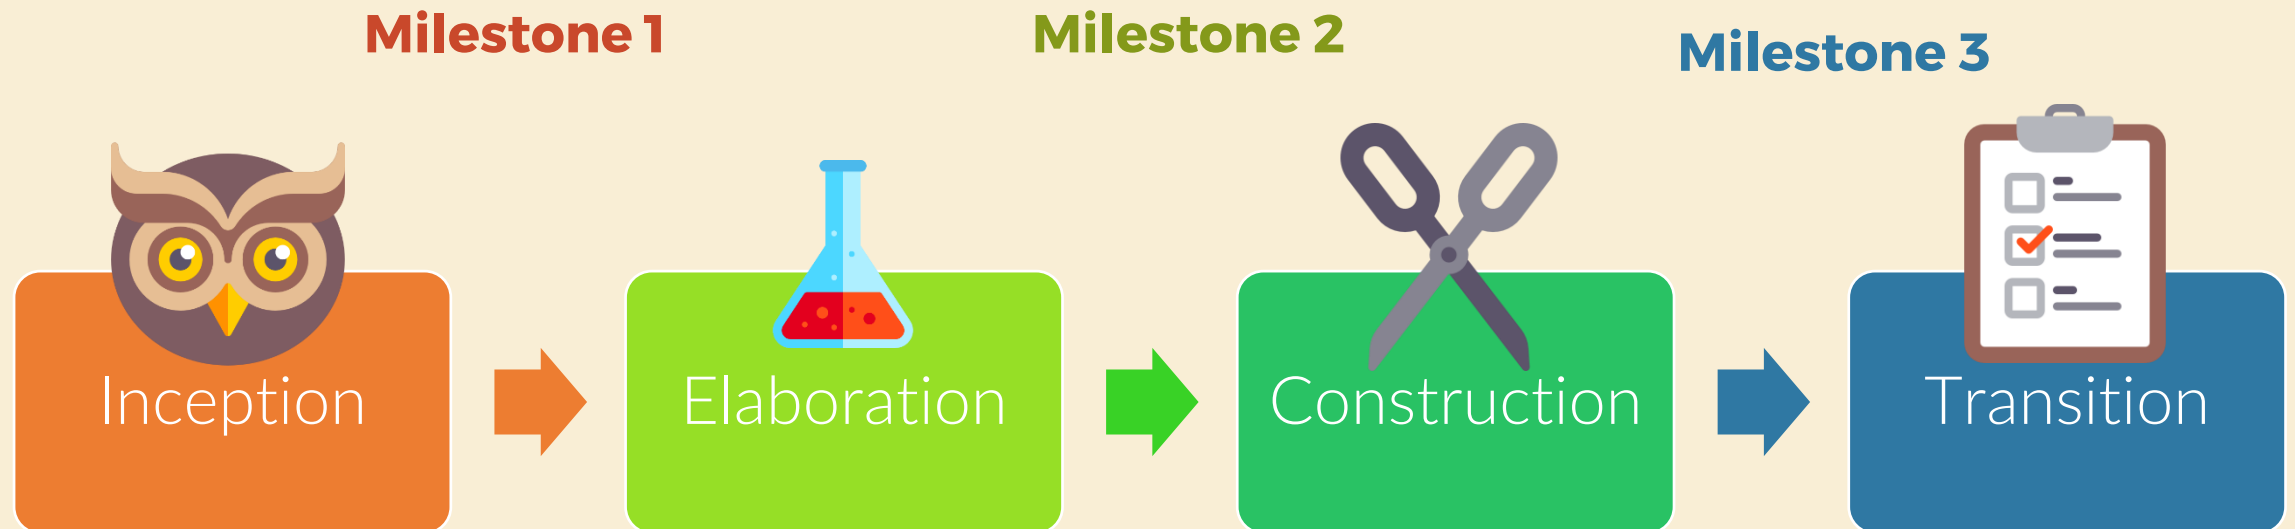 Milestone 1
Milestone 2
Milestone 3
Inception
Elaboration
Construction
Transition